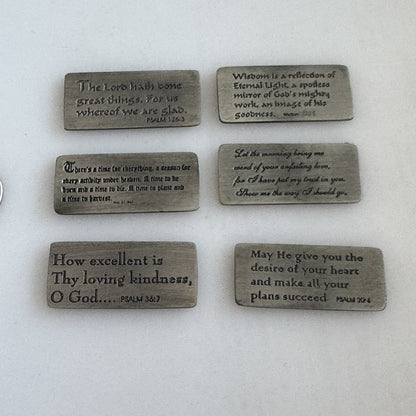 The Lord hath done
great things, for us
whereof we are glad.
PSALM 126:3
Wisdom is a reflection of
Eternal Light, a spotless
mirror of God's mighty
work, an image of his
goodness.
There's a time for everything, a season for
every activity under heaven. A time to be
born and a time to die. A time to plant and
a time to harvest.
Let the morning bring me
word of your unfailing love,
for I have put my trust in you.
Show me the way I should go,
How excellent is
Thy loving kindness,
O God.... PSALM 36:7
May He give you the
desire of your heart
and make all your
plans succeed PSALM 20:4